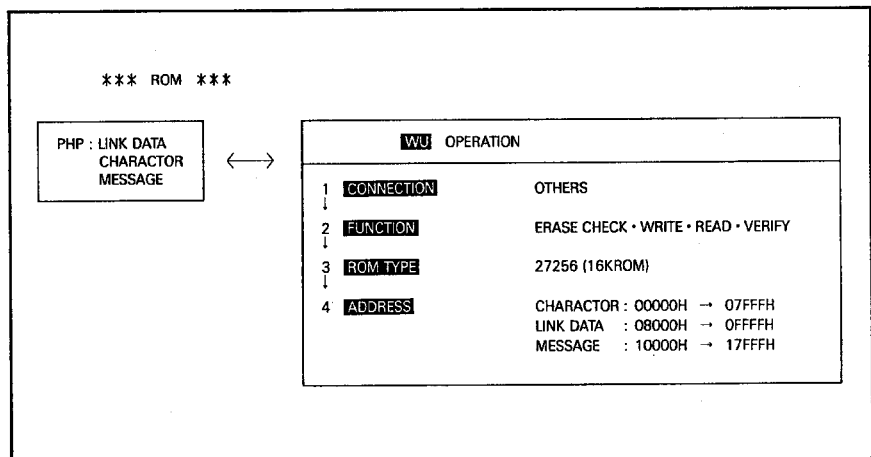 *** ROM ***
PHP : LINK DATA
CHARACTOR
MESSAGE
WU OPERATION
1 CONNECTION OTHERS
2 FUNCTION ERASE CHECK • WRITE • READ • VERIFY
3 ROM TYPE 27256 (16KROM)
4 ADDRESS CHARACTOR : 00000H → 07FFFH
LINK DATA : 08000H → 0FFFFH
MESSAGE : 10000H → 17FFFH